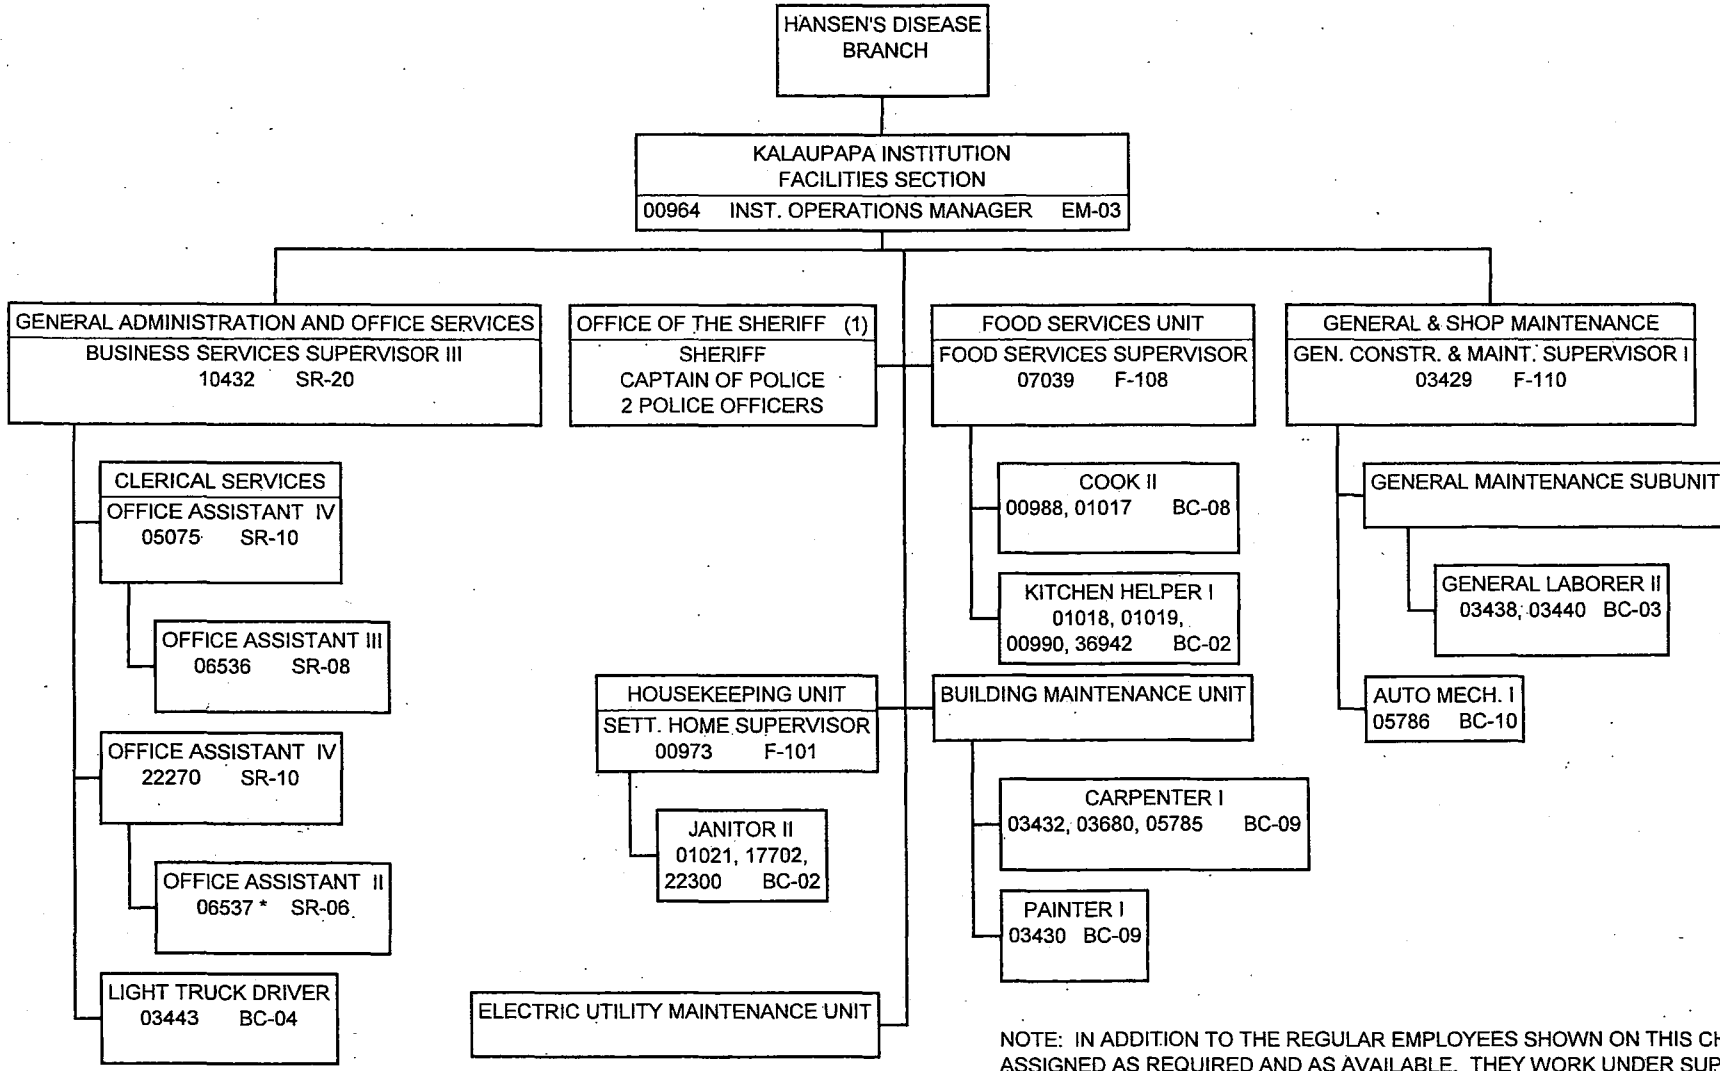 HANSEN'S DISEASE
BRANCH
KALAUPAPA INSTITUTION
FACILITIES SECTION
00964 INST. OPERATIONS MANAGER EM-03
GENERAL ADMINISTRATION AND OFFICE SERVICES
BUSINESS SERVICES SUPERVISOR III
10432 SR-20
CLERICAL SERVICES
OFFICE ASSISTANT IV
05075 SR-10
OFFICE ASSISTANT III
06536 SR-08
OFFICE ASSISTANT IV
22270 SR-10
OFFICE ASSISTANT II
06537 * SR-06
LIGHT TRUCK DRIVER
03443 BC-04
OFFICE OF THE SHERIFF (1)
SHERIFF
CAPTAIN OF POLICE
2 POLICE OFFICERS
FOOD SERVICES UNIT
FOOD SERVICES SUPERVISOR
07039 F-108
COOK II
00988, 01017 BC-08
KITCHEN HELPER I
01018, 01019,
00990, 36942 BC-02
HOUSEKEEPING UNIT
SETT. HOME SUPERVISOR
00973 F-101
JANITOR II
01021, 17702,
22300 BC-02
BUILDING MAINTENANCE UNIT
CARPENTER I
03432, 03680, 05785 BC-09
PAINTER I
03430 BC-09
ELECTRIC UTILITY MAINTENANCE UNIT
GENERAL & SHOP MAINTENANCE
GEN. CONSTR. & MAINT. SUPERVISOR I
03429 F-110
GENERAL MAINTENANCE SUBUNIT
GENERAL LABORER II
03438, 03440 BC-03
AUTO MECH. I
05786 BC-10
NOTE: IN ADDITION TO THE REGULAR EMPLOYEES SHOWN ON THIS CH
ASSIGNED AS REQUIRED AND AS AVAILABLE. THEY WORK UNDER SUP